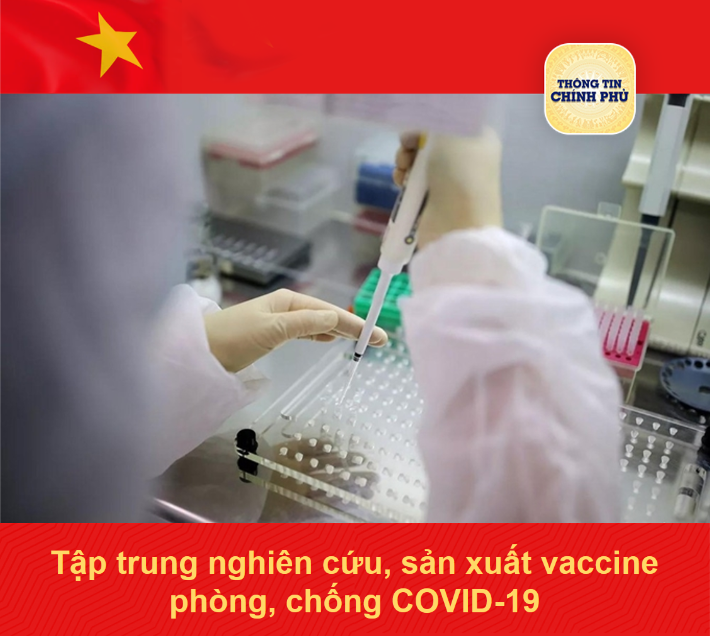 THÔNG TIN
CHÍNH PHỦ
Tập trung nghiên cứu, sản xuất vaccine
phòng, chống COVID-19